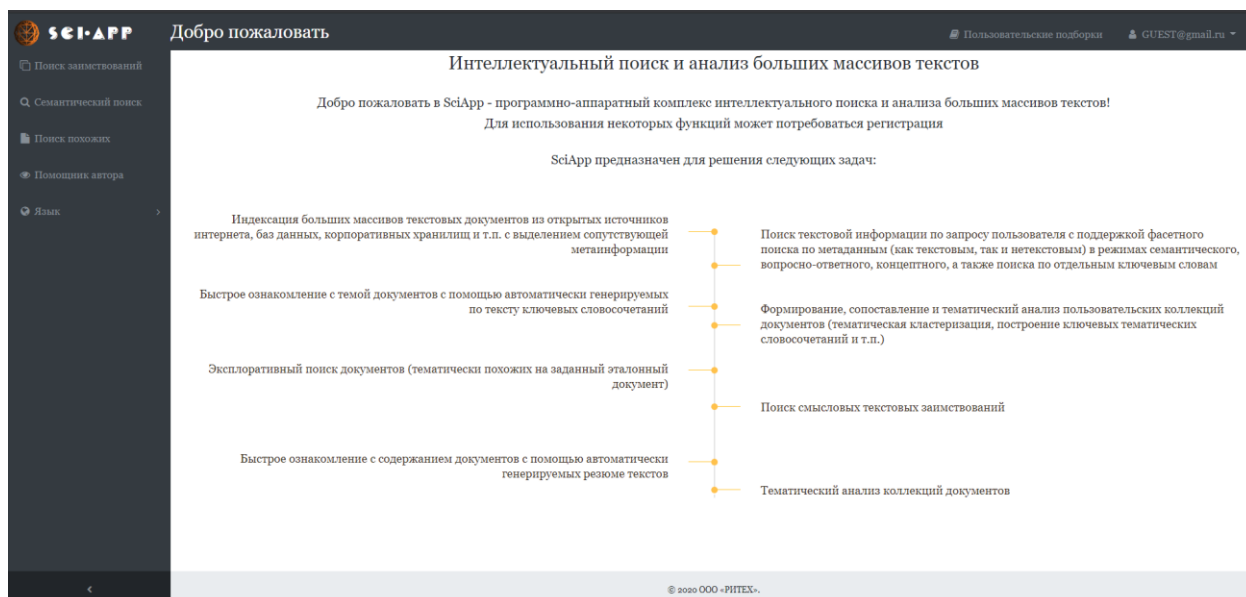 SCI·APP
Добро пожаловать
Пользовательские подборки
GUEST@gmail.ru
Поиск заимствований
Семантический поиск
Поиск похожих
Помощник автора
Язык
Интеллектуальный поиск и анализ больших массивов текстов
Добро пожаловать в SciApp - программно-аппаратный комплекс интеллектуального поиска и анализа больших массивов текстов!
Для использования некоторых функций может потребоваться регистрация
SciApp предназначен для решения следующих задач:
Индексация больших массивов текстовых документов из открытых источников
интернета, баз данных, корпоративных хранилищ и т.п. с выделением сопутствующей
метаинформации
Поиск текстовой информации по запросу пользователя с поддержкой фасетного
поиска по метаданным (как текстовым, так и нетекстовым) в режимах семантического,
вопросно-ответного, концептного, а также поиска по отдельным ключевым словам
Быстрое ознакомление с темой документов с помощью автоматически генерируемых
по тексту ключевых словосочетаний
Формирование, сопоставление и тематический анализ пользовательских коллекций
документов (тематическая кластеризация, построение ключевых тематических
словосочетаний и т.п.)
Эксплоративный поиск документов (тематически похожих на заданный эталонный
документ)
Поиск смысловых текстовых заимствований
Быстрое ознакомление с содержанием документов с помощью автоматически
генерируемых резюме текстов
Тематический анализ коллекций документов
© 2020 ООО «РИТЕХ».